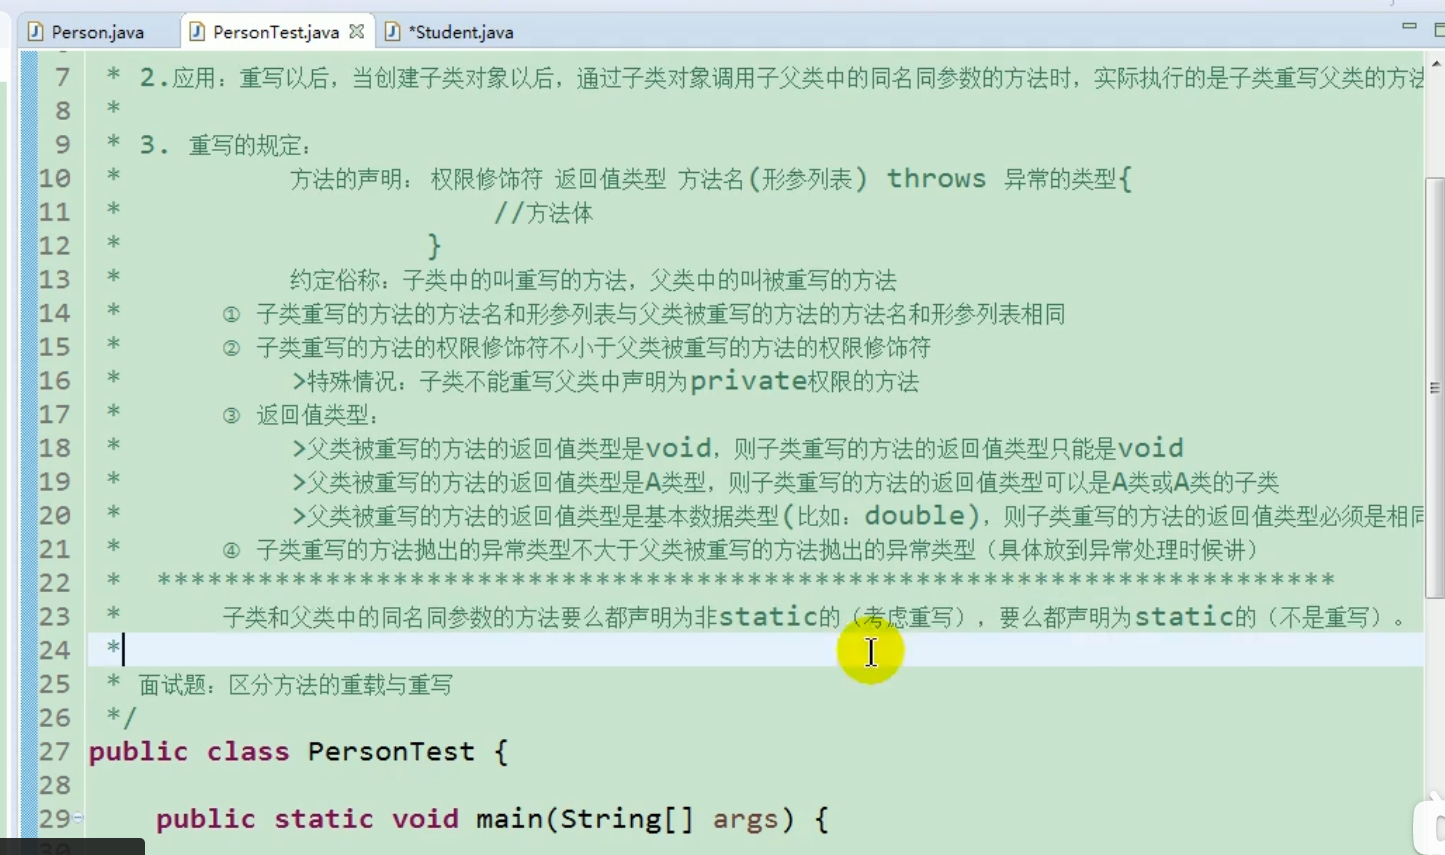 Person.java PersonTest.java *Student.java
7 * 2.应用：重写以后，当创建子类对象以后，通过子类对象调用子父类中的同名同参数的方法时，实际执行的是子类重写父类的方法
8 *
9 * 3. 重写的规定：
10 * 方法的声明： 权限修饰符 返回值类型 方法名(形参列表) throws 异常的类型{
11 * //方法体
12 * }
13 * 约定俗称：子类中的叫重写的方法，父类中的叫被重写的方法
14 * ① 子类重写的方法的方法名和形参列表与父类被重写的方法的方法名和形参列表相同
15 * ② 子类重写的方法的权限修饰符不小于父类被重写的方法的权限修饰符
16 * >特殊情况：子类不能重写父类中声明为private权限的方法
17 * ③ 返回值类型：
18 * >父类被重写的方法的返回值类型是void，则子类重写的方法的返回值类型只能是void
19 * >父类被重写的方法的返回值类型是A类型，则子类重写的方法的返回值类型可以是A类或A类的子类
20 * >父类被重写的方法的返回值类型是基本数据类型(比如：double)，则子类重写的方法的返回值类型必须是相同
21 * ④ 子类重写的方法抛出的异常类型不大于父类被重写的方法抛出的异常类型（具体放到异常处理时候讲）
22 * **********************************************************************
23 * 子类和父类中的同名同参数的方法要么都声明为非static的（考虑重写），要么都声明为static的（不是重写）。
24 *
25 * 面试题：区分方法的重载与重写
26 */
27 public class PersonTest {
28
29 public static void main(String[] args) {